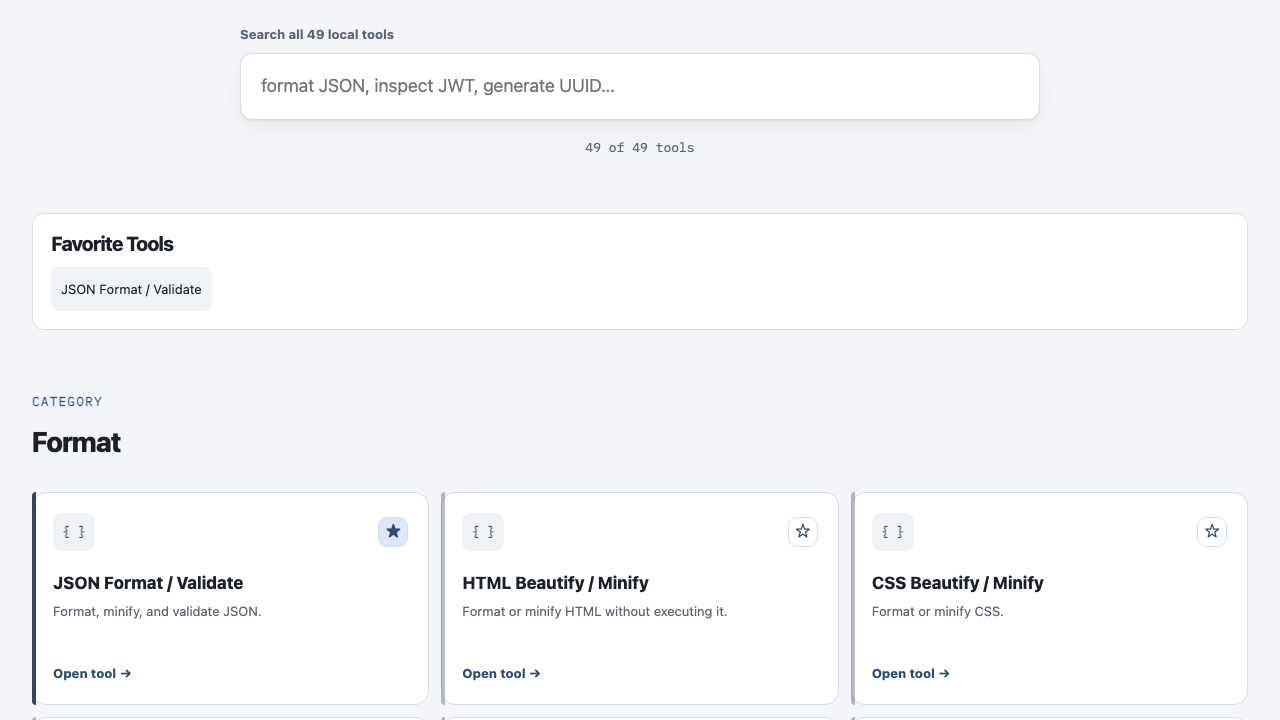 Search all 49 local tools
format JSON, inspect JWT, generate UUID...
49 of 49 tools
Favorite Tools
JSON Format / Validate
CATEGORY
Format
{ }
{ }
{ }
JSON Format / Validate
HTML Beautify / Minify
CSS Beautify / Minify
Format, minify, and validate JSON.
Format or minify HTML without executing it.
Format or minify CSS.
Open tool →
Open tool →
Open tool →